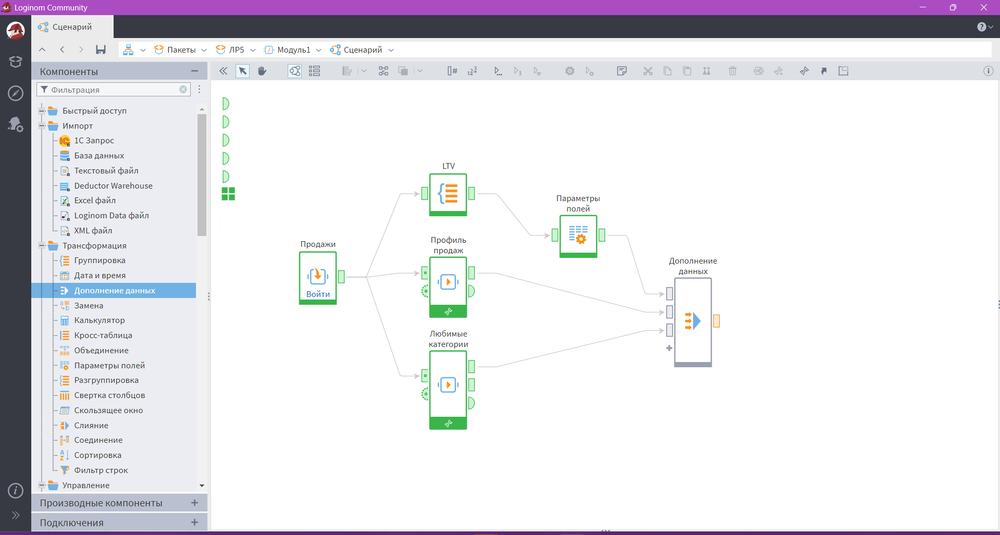 Loginom Community
Сценарий
?
Пакеты
ЛР5
Модуль1
Сценарий
Компоненты
Фильтрация
Быстрый доступ
Импорт
1С Запрос
База данных
Текстовый файл
Deductor Warehouse
Excel файл
Loginom Data файл
XML файл
Трансформация
Группировка
Дата и время
Дополнение данных
Замена
Калькулятор
Кросс-таблица
Объединение
Параметры полей
Разгруппировка
Свертка столбцов
Скользящее окно
Слияние
Соединение
Сортировка
Фильтр строк
Управление
Производные компоненты
Подключения
LTV
Параметры
полей
Продажи
Войти
Профиль
продаж
Дополнение
данных
Любимые
категории